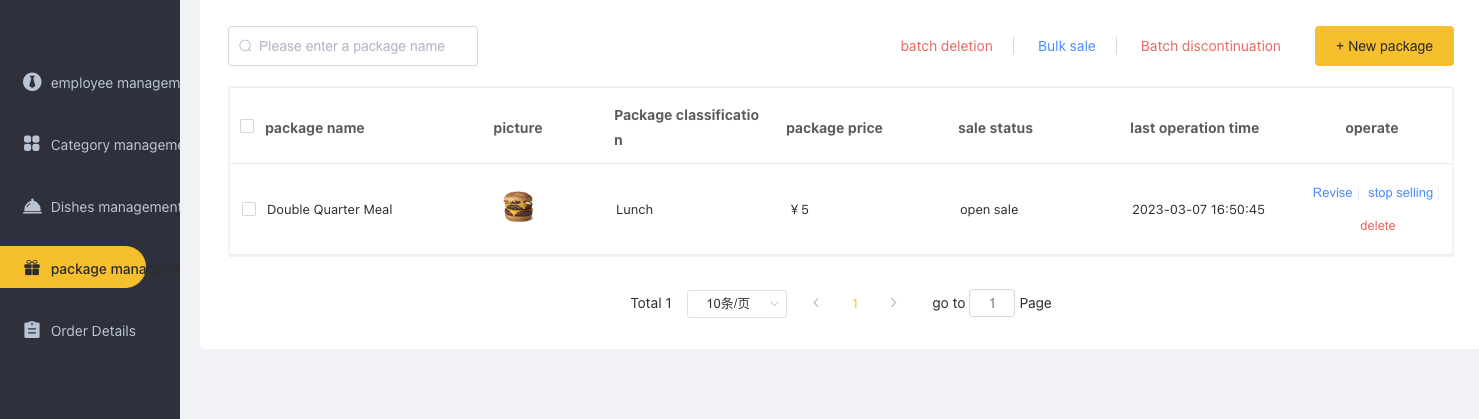 Please enter a package name
batch deletion
Bulk sale
Batch discontinuation
+ New package
employee managem
Category manageme
Dishes management
package management
Order Details
package name
picture
Package classificatio
n
package price
sale status
last operation time
operate
Double Quarter Meal
Lunch
¥ 5
open sale
2023-03-07 16:50:45
Revise
stop selling
delete
Total 1
10条/页
1
go to
1
Page